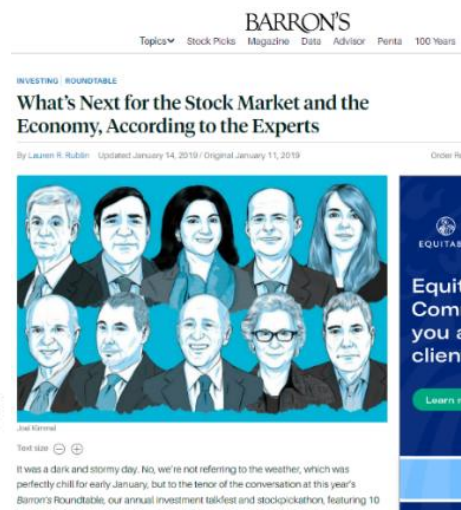 BARRON'S
Topics Stock Picks Magazine Data Advisor Penta 100 Years
INVESTING | ROUNDTABLE
What's Next for the Stock Market and the
Economy, According to the Experts
By Lauren R. Rublin Updated January 14, 2019 / Original January 11, 2019
Order Re
EQUITAB
Equit
Com
you a
clien
Learn
Joel Kimmel
Text size
It was a dark and stormy day. No, we're not referring to the weather, which was
perfectly chill for early January, but to the tenor of the conversation at this year's
Barron's Roundtable, our annual investment talkfest and stockpickathon, featuring 10